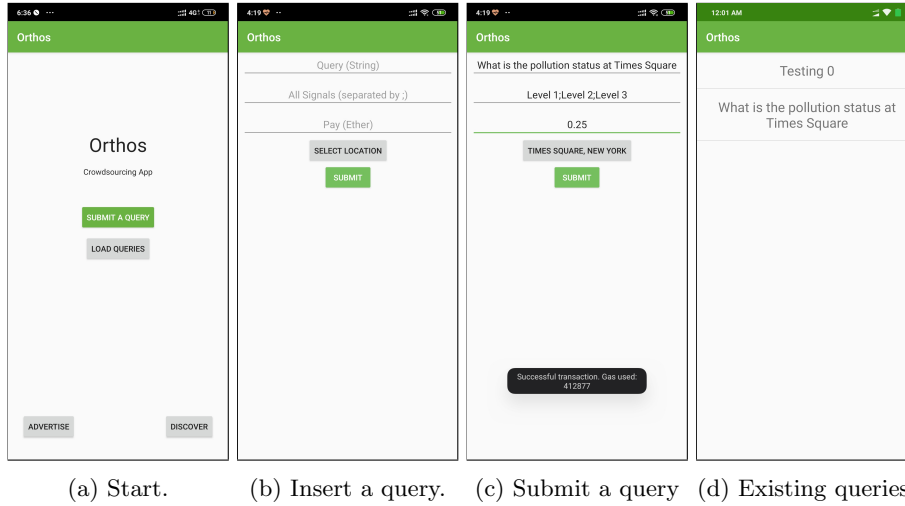 6:36 ··· 4G
Orthos
Orthos
Crowdsourcing App
SUBMIT A QUERY
LOAD QUERIES
ADVERTISE
DISCOVER
(a) Start.
4:19 ··
Orthos
Query (String)
All Signals (separated by ;)
Pay (Ether)
SELECT LOCATION
SUBMIT
(b) Insert a query.
4:19 ··
Orthos
What is the pollution status at Times Square
Level 1;Level 2;Level 3
0.25
TIMES SQUARE, NEW YORK
SUBMIT
Successful transaction. Gas used:
412877
(c) Submit a query
12:01 AM
Orthos
Testing 0
What is the pollution status at
Times Square
(d) Existing queries